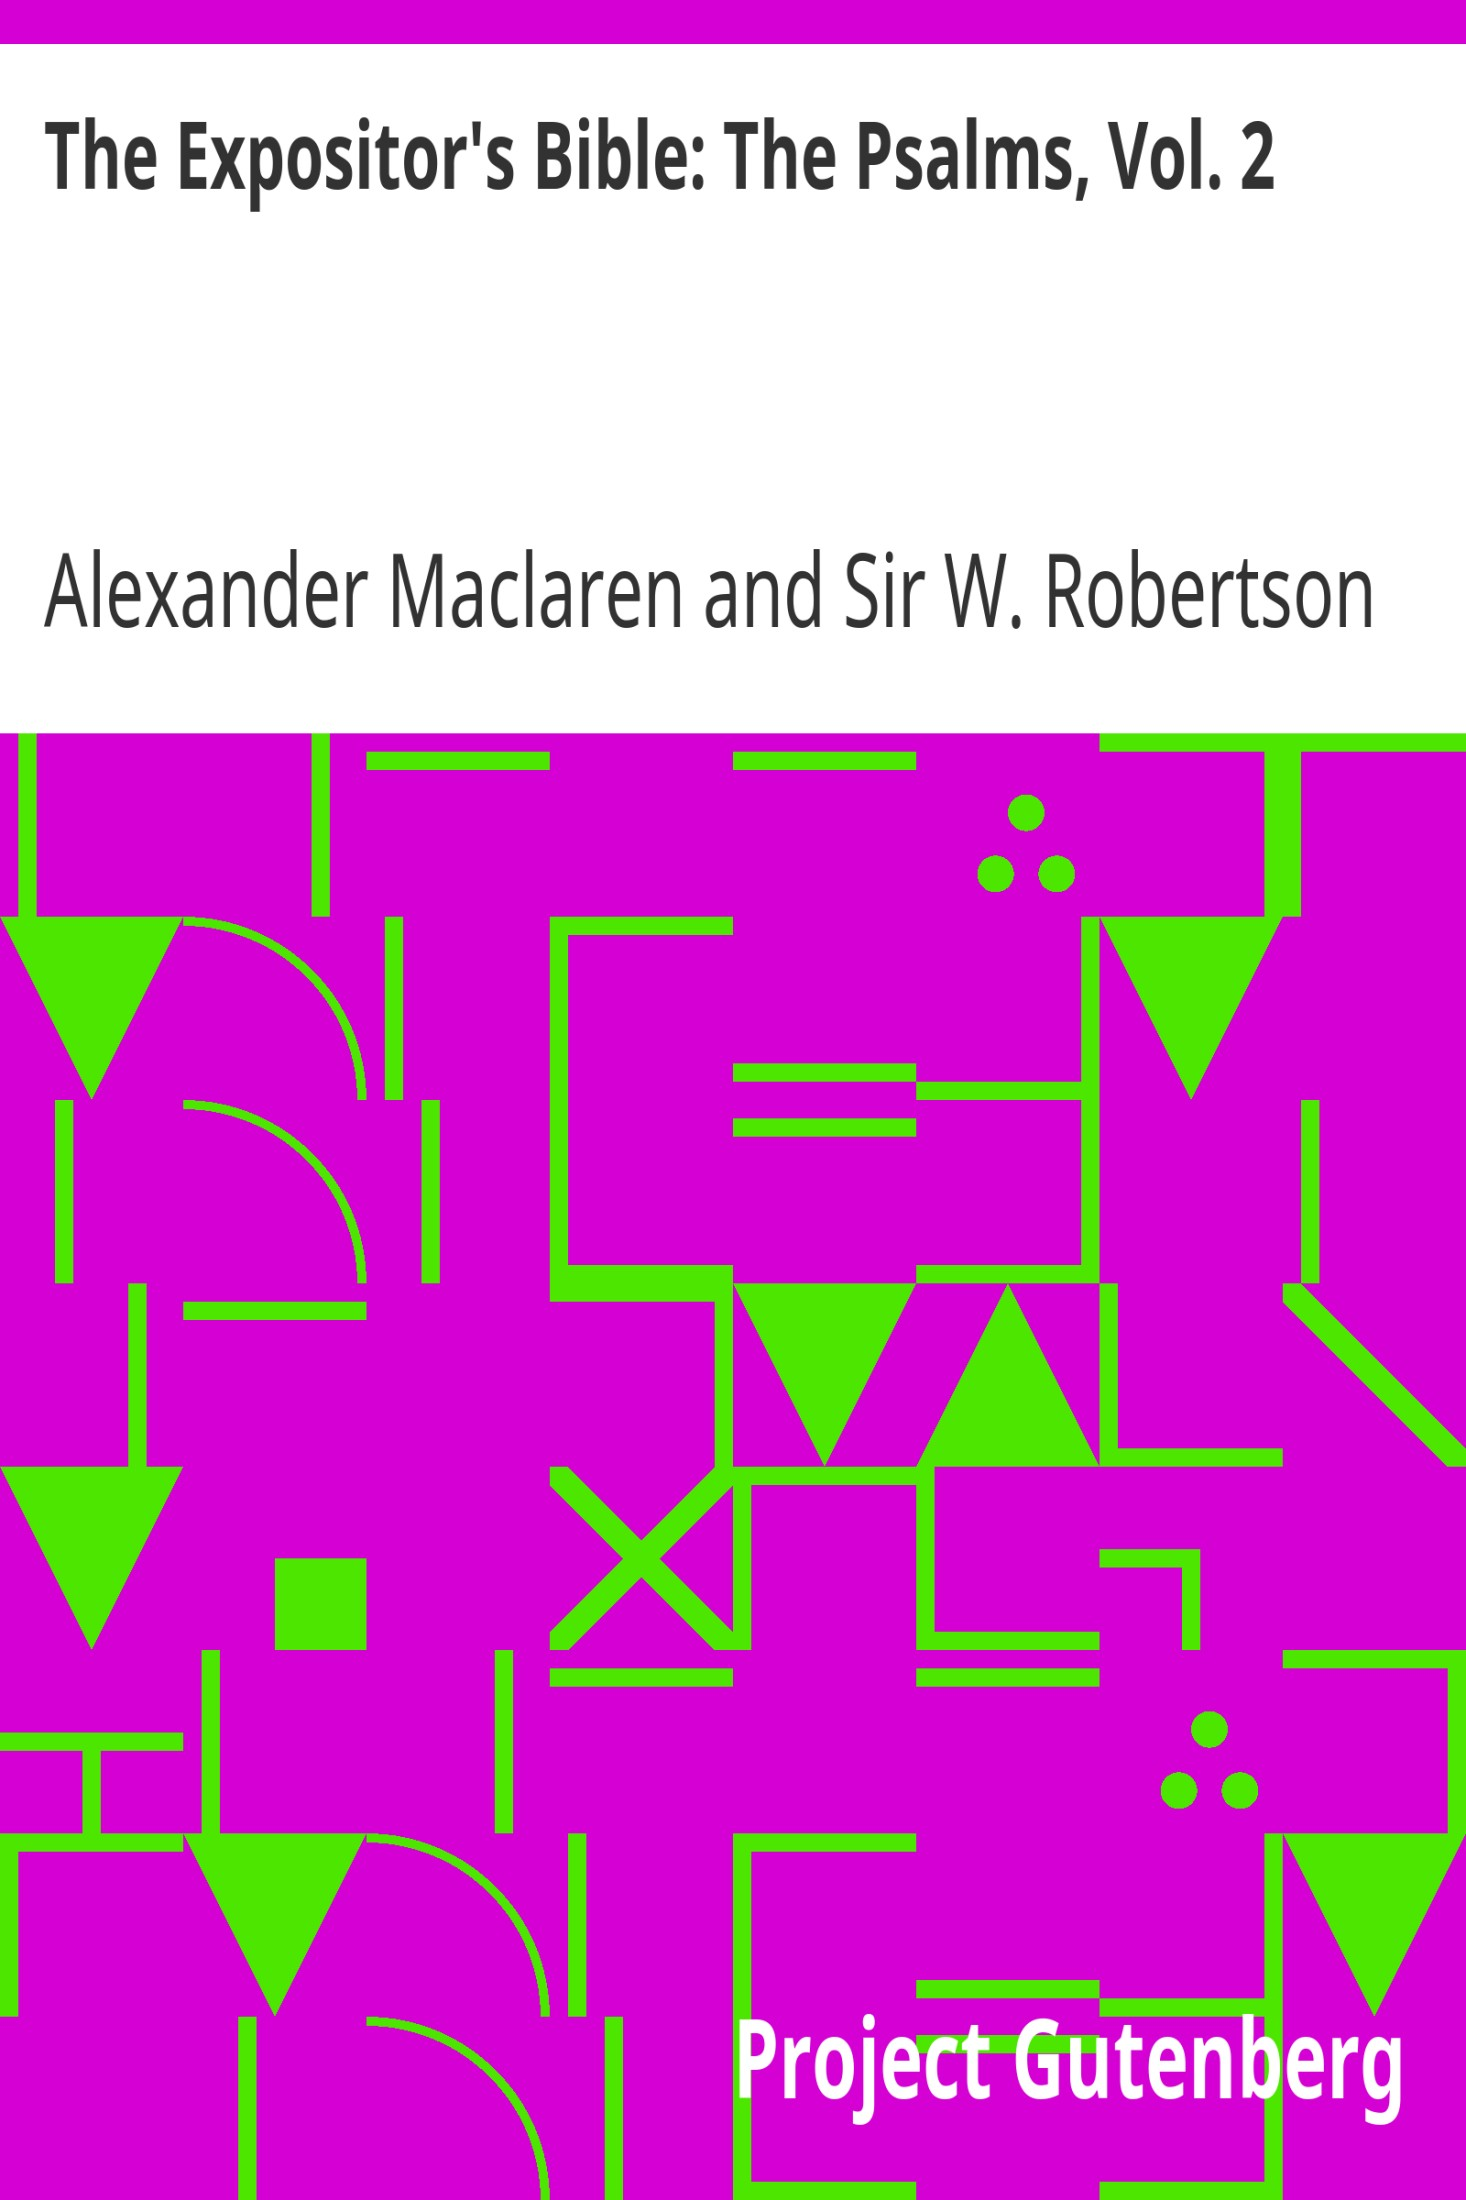 The Expositor's Bible: The Psalms, Vol. 2
Alexander Maclaren and Sir W. Robertson
Project Gutenberg